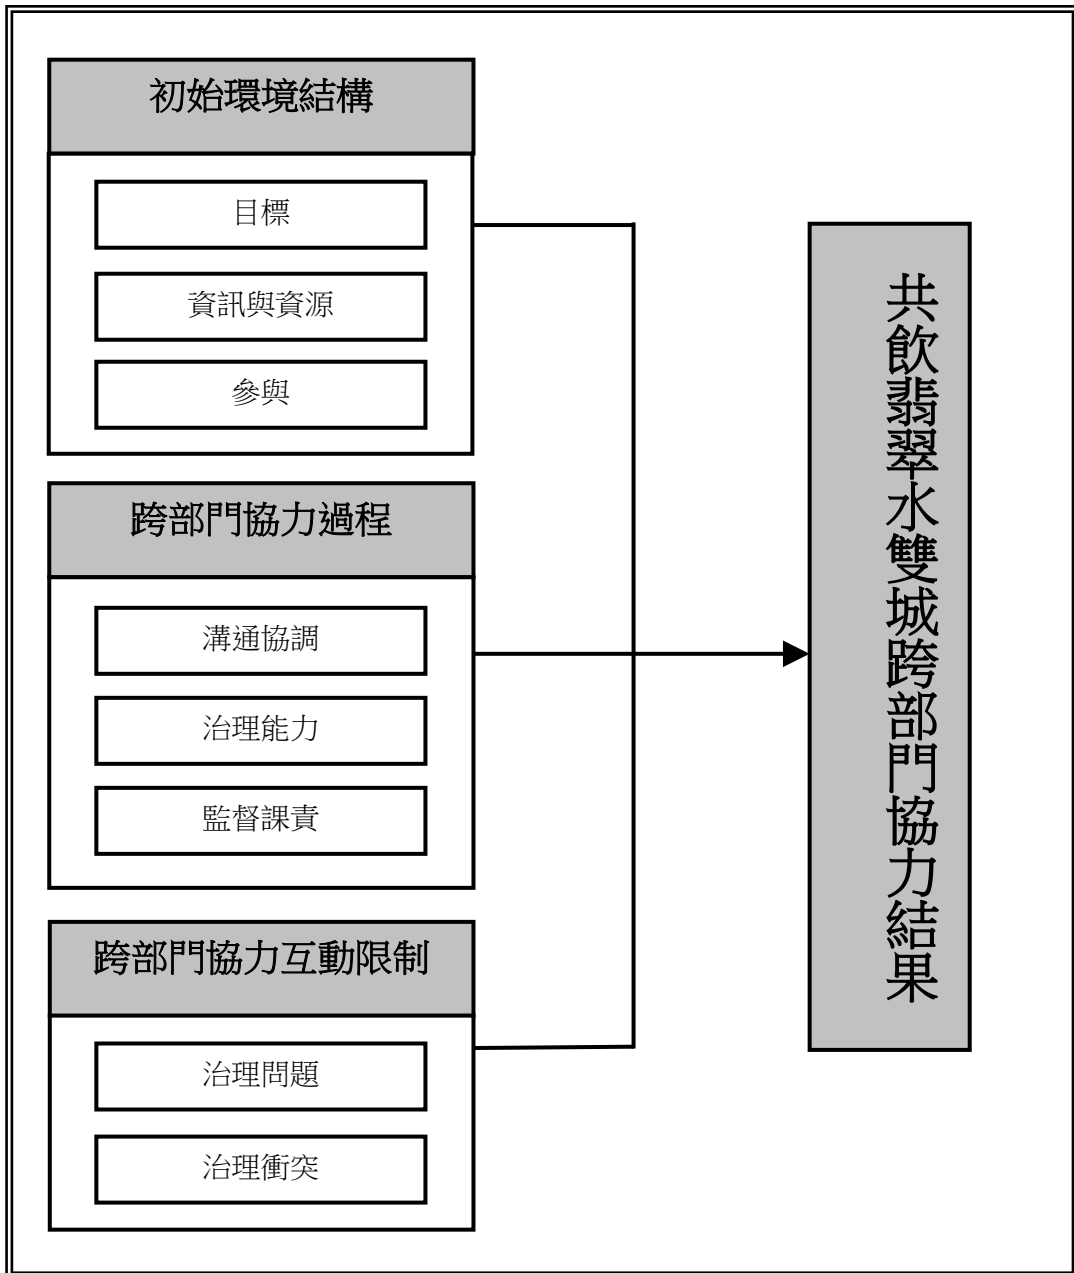 初始環境結構
目標
資訊與資源
參與
跨部門協力過程
溝通協調
治理能力
監督課責
跨部門協力互動限制
治理問題
治理衝突
共飲翡翠水雙城跨部門協力結果